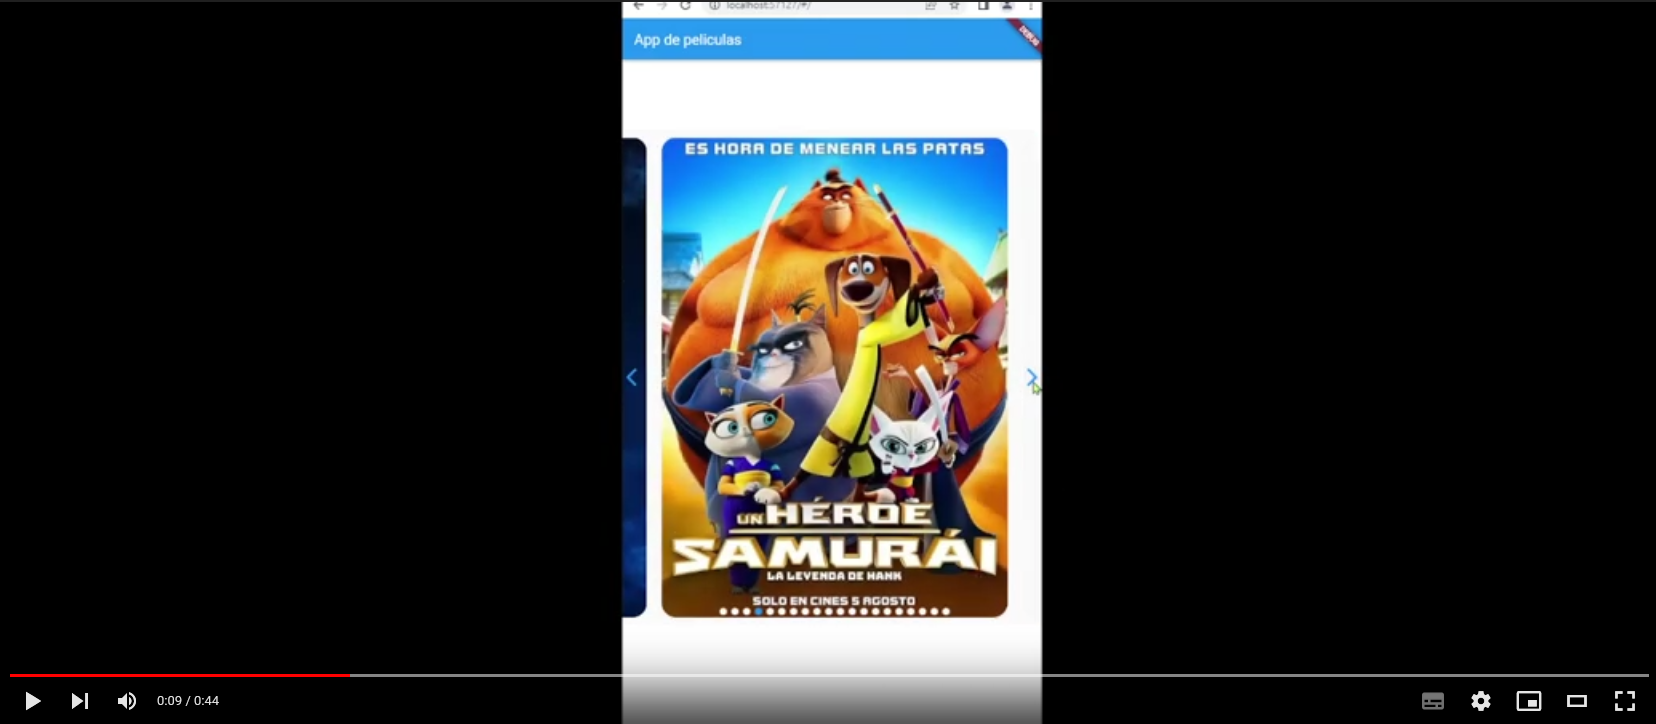 localhost:57127/#/
App de peliculas
DEBUG
ES HORA DE MENEAR LAS PATAS
UN HÉROE
SAMURÁI
LA LEYENDA DE HANK
SOLO EN CINES 5 AGOSTO
0:09 / 0:44